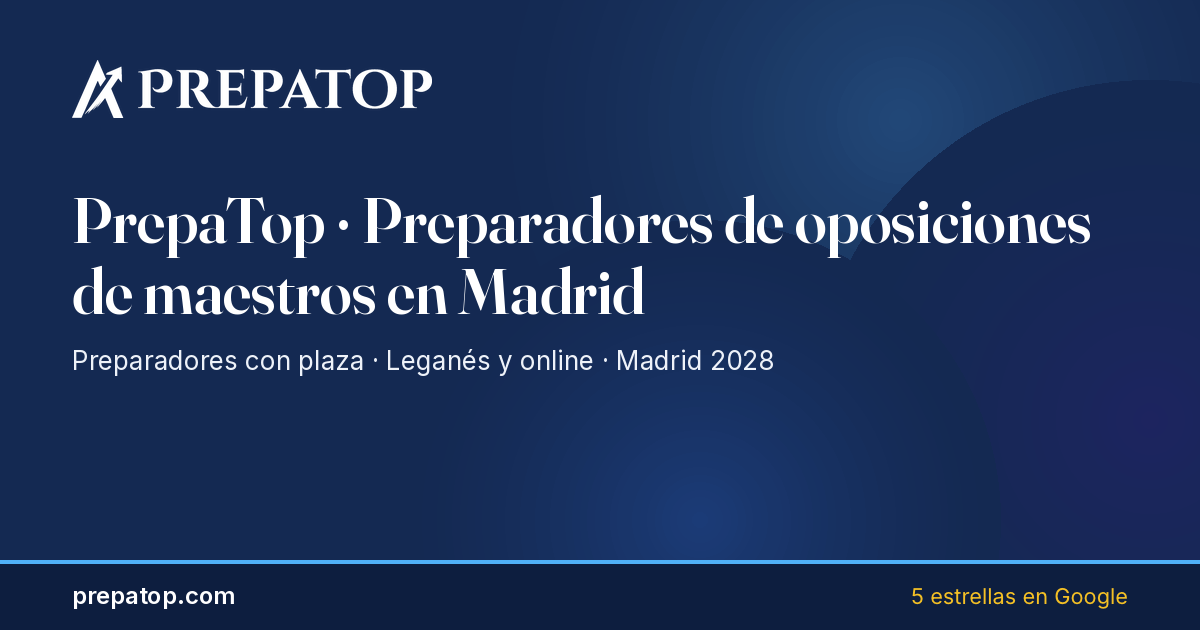 PREPATOP
PrepaTop · Preparadores de oposiciones
de maestros en Madrid
Preparadores con plaza · Leganés y online · Madrid 2028
prepatop.com
5 estrellas en Google